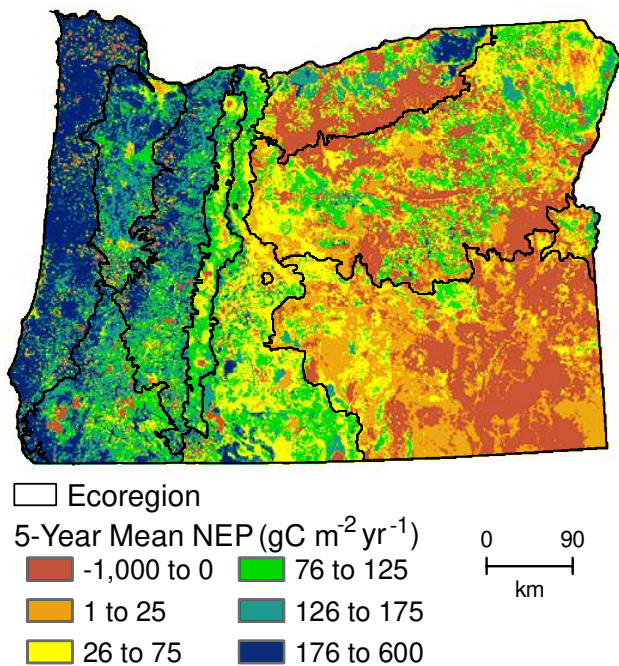 Ecoregion
5-Year Mean NEP (gC m⁻² yr⁻¹)
-1,000 to 0
76 to 125
1 to 25
126 to 175
26 to 75
176 to 600
0 90
km